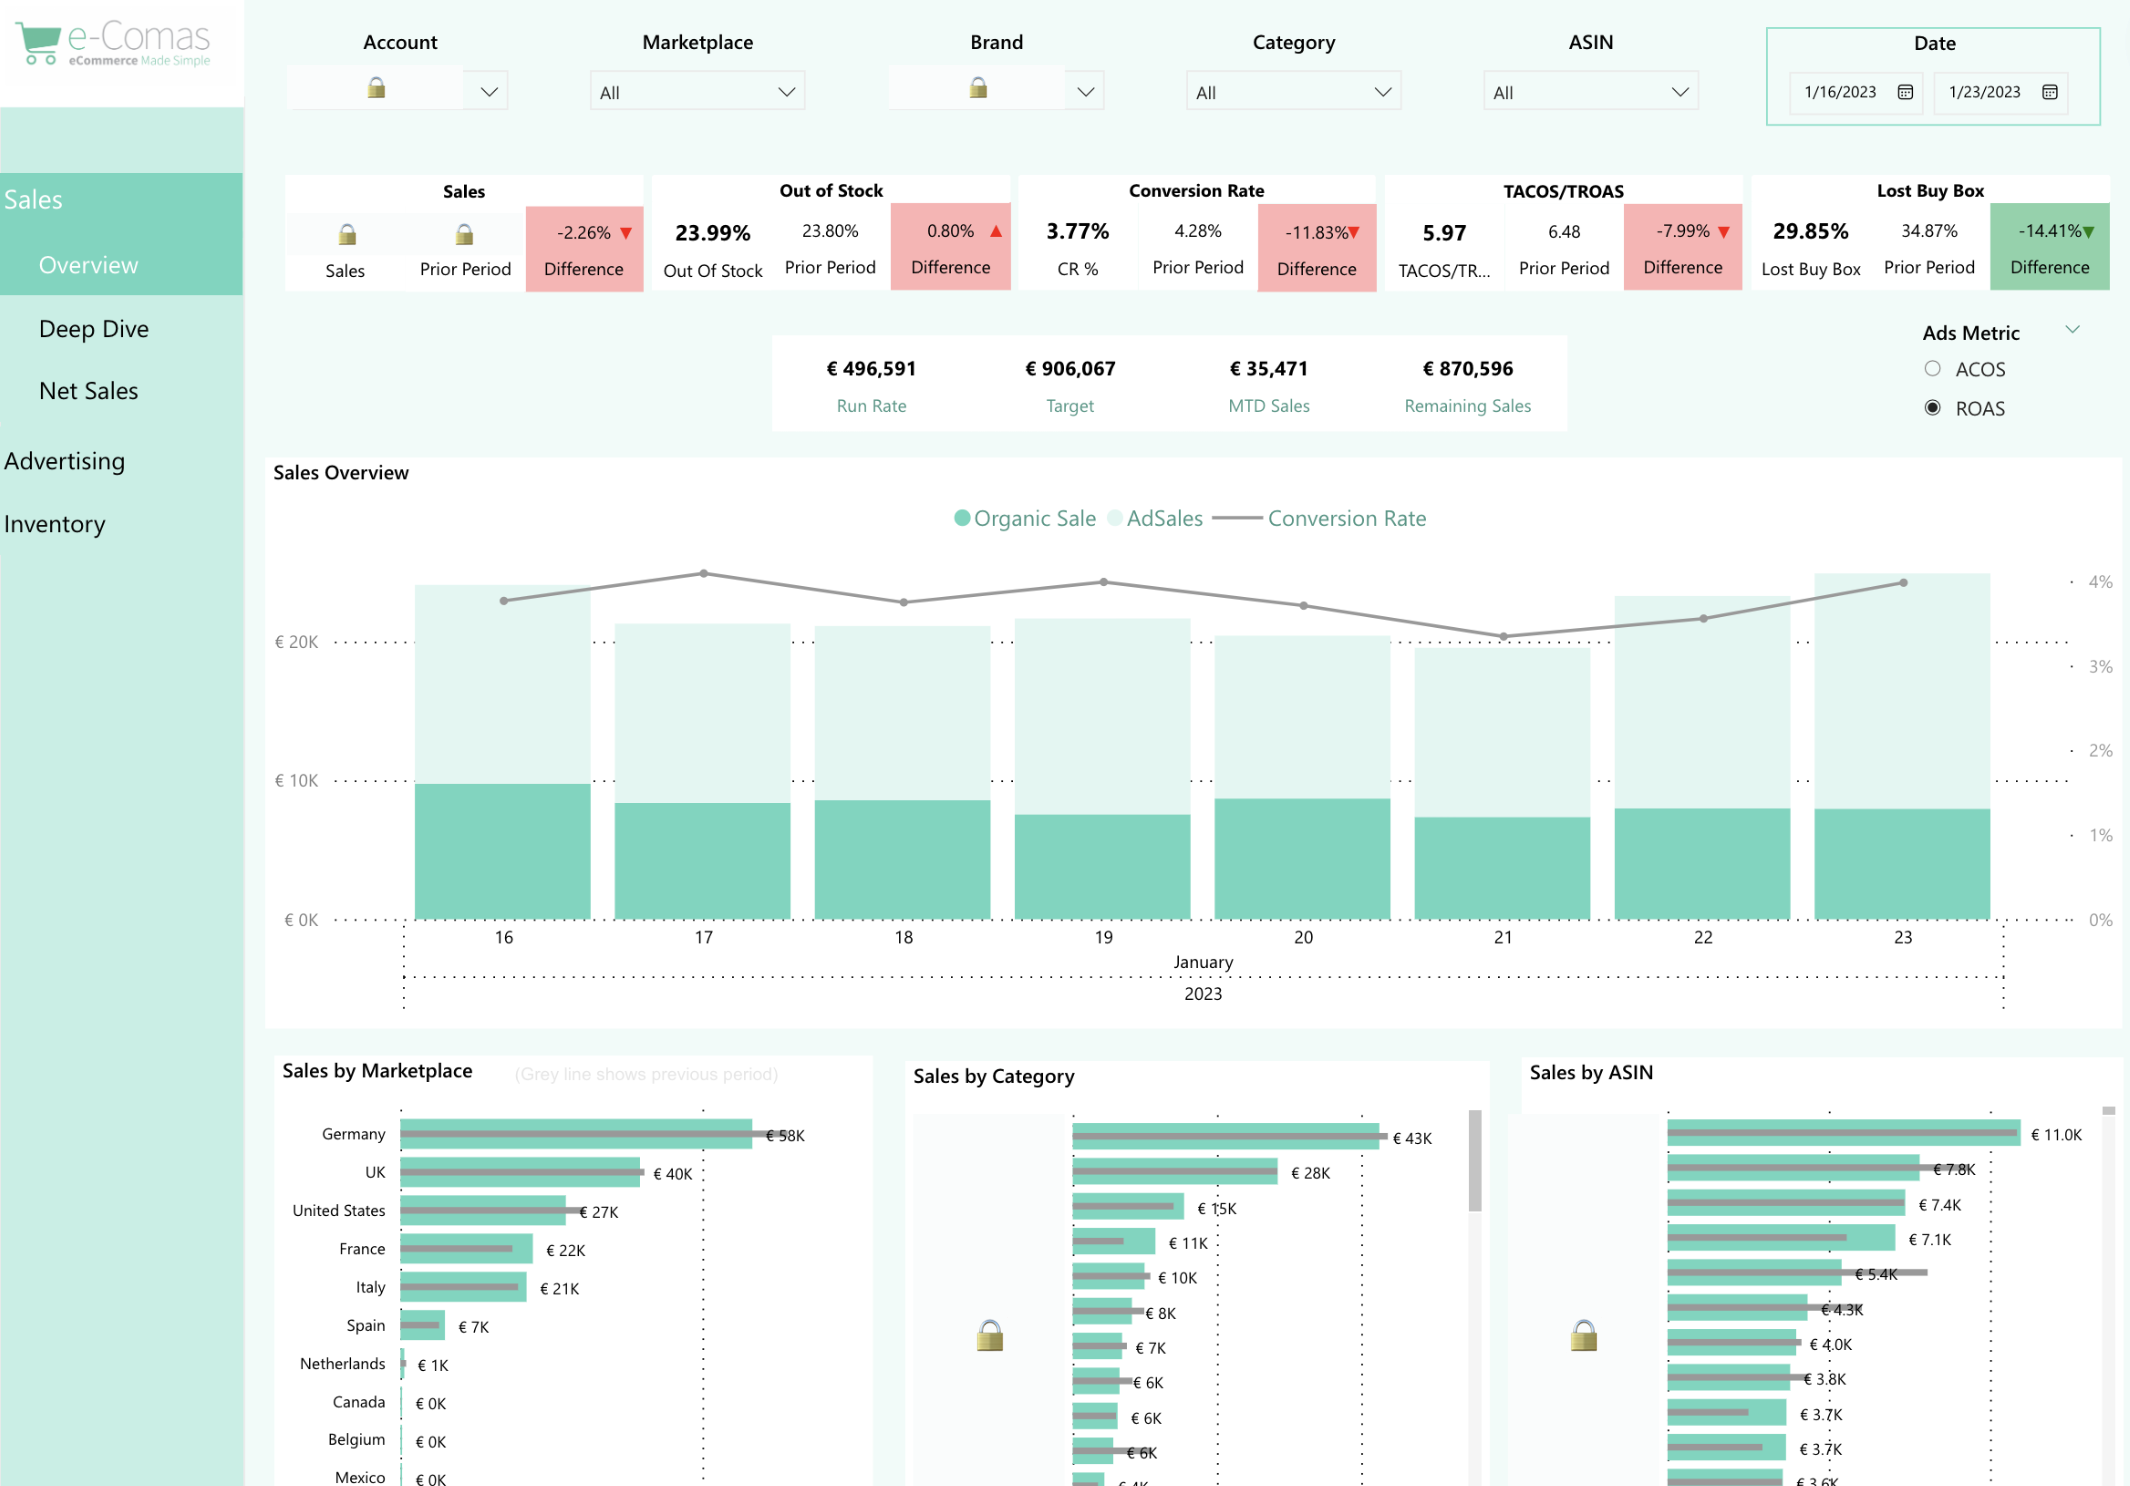 e-Comas
eCommerce Made Simple
Account
Marketplace
Brand
Category
ASIN
Date
All
All
All
1/16/2023
1/23/2023
Sales
Overview
Deep Dive
Net Sales
Advertising
Inventory
Sales
-2.26%
Sales
Prior Period
Difference
Out of Stock
23.99%
23.80%
0.80%
Out Of Stock
Prior Period
Difference
Conversion Rate
3.77%
4.28%
-11.83%
CR %
Prior Period
Difference
TACOS/TROAS
5.97
6.48
-7.99%
TACOS/TR...
Prior Period
Difference
Lost Buy Box
29.85%
34.87%
-14.41%
Lost Buy Box
Prior Period
Difference
€ 496,591
€ 906,067
€ 35,471
€ 870,596
Run Rate
Target
MTD Sales
Remaining Sales
Ads Metric
ACOS
ROAS
Sales Overview
Organic Sale
AdSales
Conversion Rate
€ 20K
€ 10K
€ 0K
4%
3%
2%
1%
0%
16
17
18
19
20
21
22
23
January
2023
Sales by Marketplace
(Grey line shows previous period)
Germany
€ 58K
UK
€ 40K
United States
€ 27K
France
€ 22K
Italy
€ 21K
Spain
€ 7K
Netherlands
€ 1K
Canada
€ 0K
Belgium
€ 0K
Mexico
€ 0K
Sales by Category
€ 43K
€ 28K
€ 15K
€ 11K
€ 10K
€ 8K
€ 7K
€ 6K
€ 6K
€ 6K
Sales by ASIN
€ 11.0K
€ 7.8K
€ 7.4K
€ 7.1K
€ 5.4K
€ 4.3K
€ 4.0K
€ 3.8K
€ 3.7K
€ 3.7K
€ 3.6K